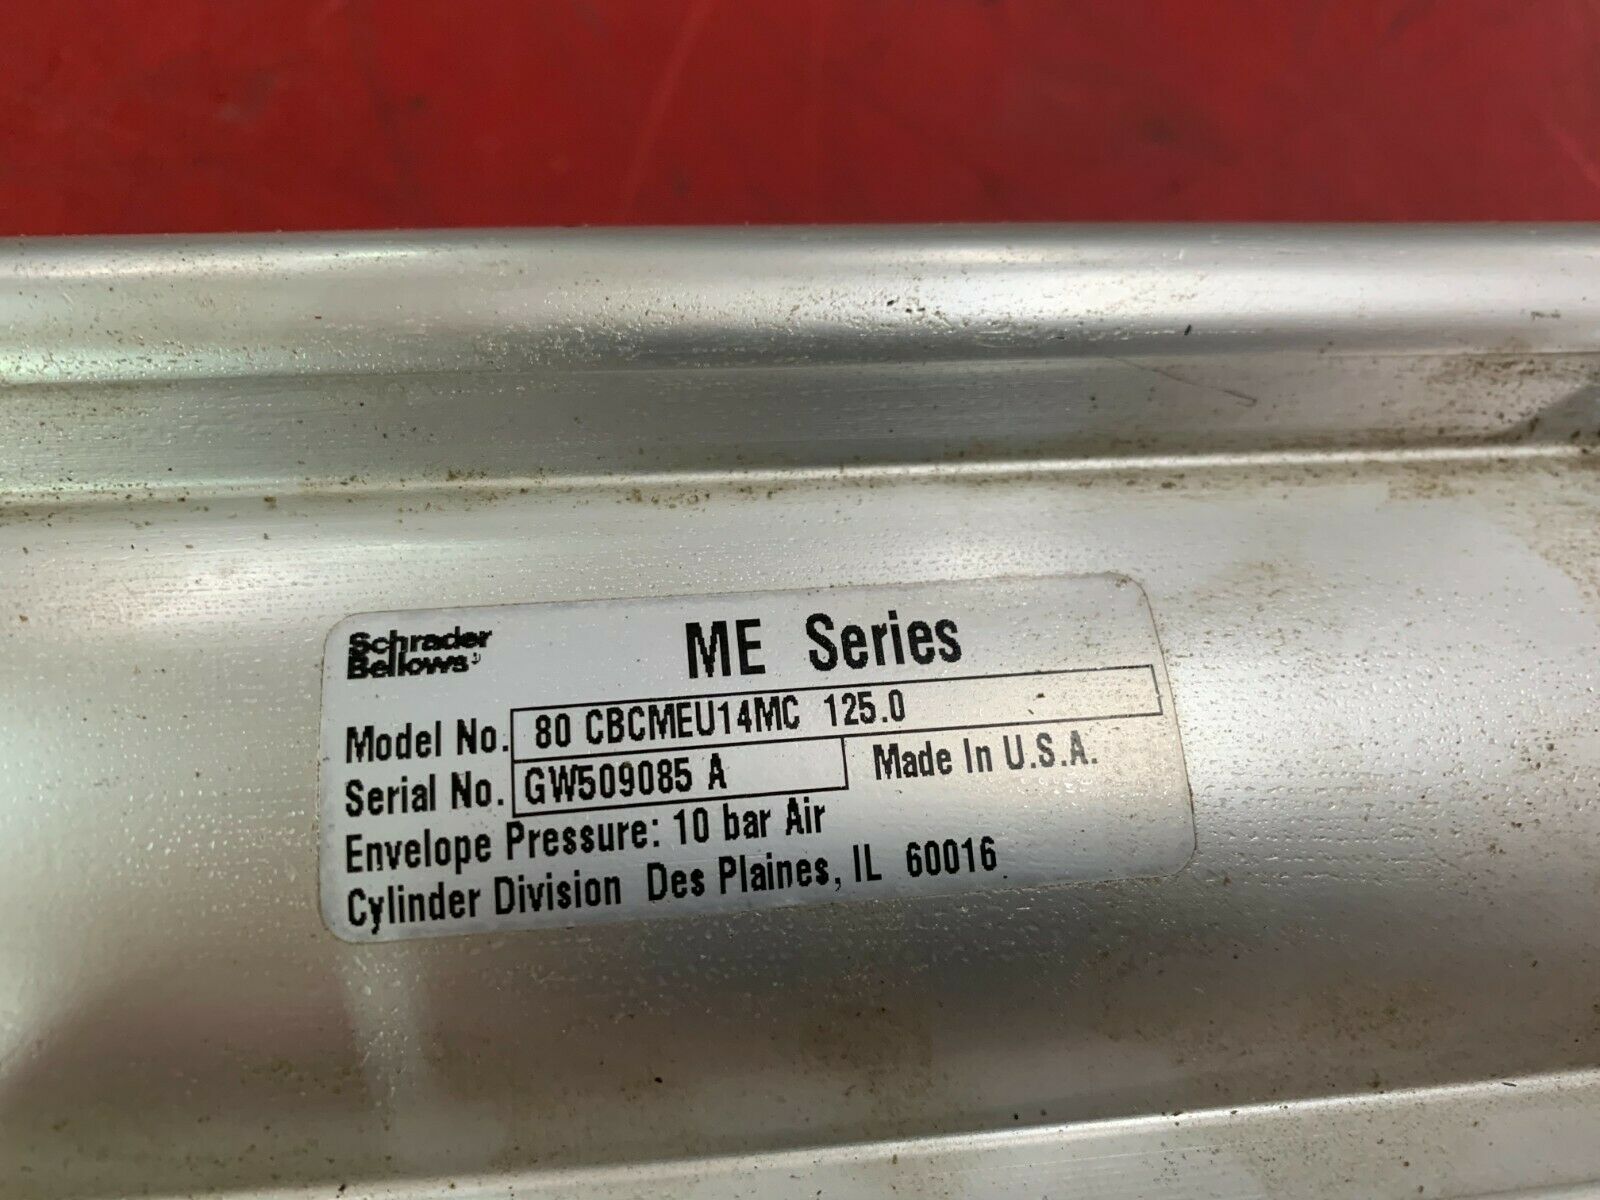 Schrader
Bellows
ME Series
Model No. 80 CBCMEU14MC 125.0
Serial No. GW509085 A Made In U.S.A.
Envelope Pressure: 10 bar Air
Cylinder Division Des Plaines, IL 60016